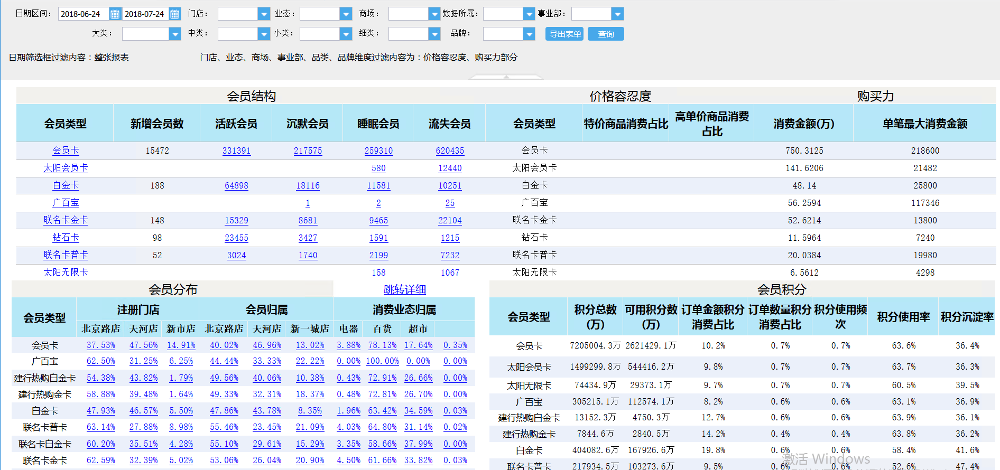 日期区间： 2018-06-24 2018-07-24 门店： 业态： 商场： 数据所属： 事业部：
大类： 中类： 小类： 细类： 品牌： 导出表单 查询
日期筛选框过滤内容：整张报表 门店、业态、商场、事业部、品类、品牌维度过滤内容为：价格容忍度、购买力部分
会员结构 价格容忍度 购买力
会员类型 新增会员数 活跃会员 沉默会员 睡眠会员 流失会员 会员类型 特价商品消费占比 高单价商品消费占比 消费金额(万) 单笔最大消费金额
会员卡 15472 331391 217575 259310 620435 会员卡 750.3125 218600
太阳会员卡 580 12440 太阳会员卡 141.6206 21482
白金卡 188 64898 18116 11581 10251 白金卡 48.14 25800
广百宝 1 2 25 广百宝 56.2594 117346
联名卡金卡 148 15329 8681 9465 22104 联名卡金卡 52.6214 13800
钻石卡 98 23455 3427 1591 1215 钻石卡 11.5964 7240
联名卡普卡 52 3024 1740 2199 7232 联名卡普卡 20.0384 19980
太阳无限卡 158 1067 太阳无限卡 6.5612 4298
会员分布 跳转详细
会员类型 注册门店 会员归属 消费业态归属
北京路店 天河店 新市店 北京路店 天河店 新一城店 电器 百货 超市
会员卡 37.53% 47.56% 14.91% 40.02% 46.96% 13.02% 3.88% 78.13% 17.64% 0.35%
广百宝 62.50% 31.25% 6.25% 44.44% 33.33% 22.22% 0.00% 100.00% 0.00% 0.00%
建行热购白金卡 54.38% 43.82% 1.79% 49.56% 40.06% 10.38% 0.43% 72.91% 26.66% 0.00%
建行热购金卡 58.88% 39.48% 1.64% 49.33% 32.31% 18.37% 0.48% 72.81% 26.70% 0.00%
白金卡 47.93% 46.57% 5.50% 47.86% 43.78% 8.35% 1.96% 63.42% 34.59% 0.03%
联名卡普卡 63.14% 27.88% 8.98% 55.46% 23.45% 21.09% 4.03% 64.80% 31.14% 0.02%
联名卡白金卡 60.20% 35.51% 4.28% 55.10% 29.61% 15.29% 3.35% 58.66% 37.99% 0.00%
联名卡金卡 62.59% 32.39% 5.02% 53.06% 26.04% 20.90% 4.50% 61.66% 33.82% 0.03%
会员积分
会员类型 积分总数(万) 可用积分数(万) 订单金额积分消费占比 订单数量积分消费占比 积分使用频次 积分使用率 积分沉淀率
会员卡 7205004.3万 2621429.1万 10.2% 0.7% 0.7% 63.6% 36.4%
太阳会员卡 1499299.8万 544416.2万 9.8% 0.7% 0.7% 63.7% 36.3%
太阳无限卡 74434.9万 29373.1万 9.7% 0.7% 0.7% 60.5% 39.5%
广百宝 305215.1万 112574.1万 8.2% 0.6% 0.6% 63.1% 36.9%
建行热购白金卡 13152.3万 4750.3万 12.7% 0.6% 0.6% 63.9% 36.1%
建行热购金卡 7844.6万 2840.5万 14.2% 0.4% 0.4% 63.8% 36.2%
白金卡 404082.6万 167926.6万 19.8% 0.6% 0.6% 58.4% 41.6%
联名卡普卡 217934.5万 103273.6万 9.5% 0.6% 0.6% 52.6% 47.4%
激活 Windows